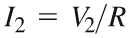 I₂ = V₂/R